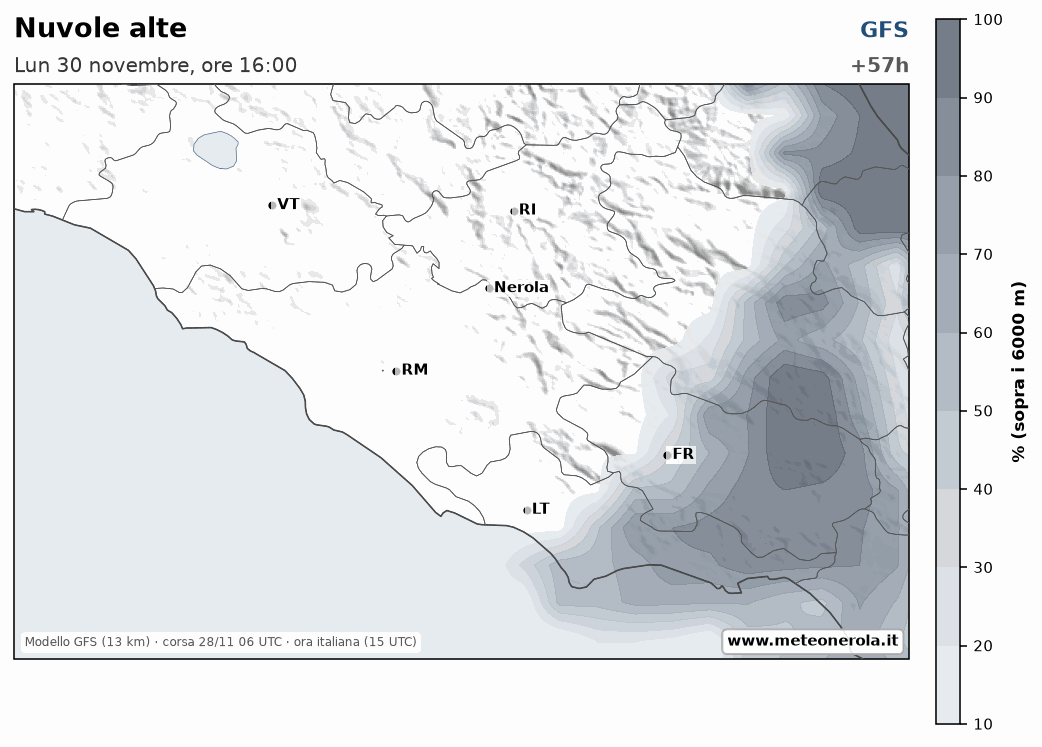 Nuvole alte
GFS
Lun 30 novembre, ore 16:00
+57h
100
90
80
70
60
50
40
30
20
10
% (sopra i 6000 m)
VT
RI
Nerola
RM
FR
LT
Modello GFS (13 km) · corsa 28/11 06 UTC · ora italiana (15 UTC)
www.meteonerola.it